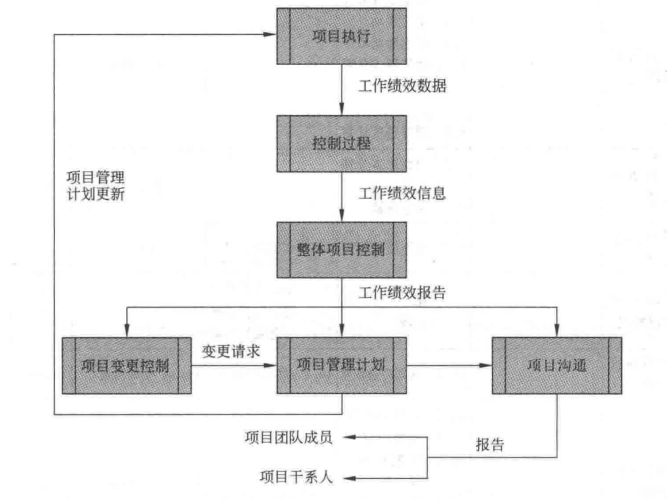 项目执行
工作绩效数据
控制过程
项目管理
计划更新
工作绩效信息
整体项目控制
工作绩效报告
项目变更控制
变更请求
项目管理计划
项目沟通
项目团队成员
报告
项目干系人